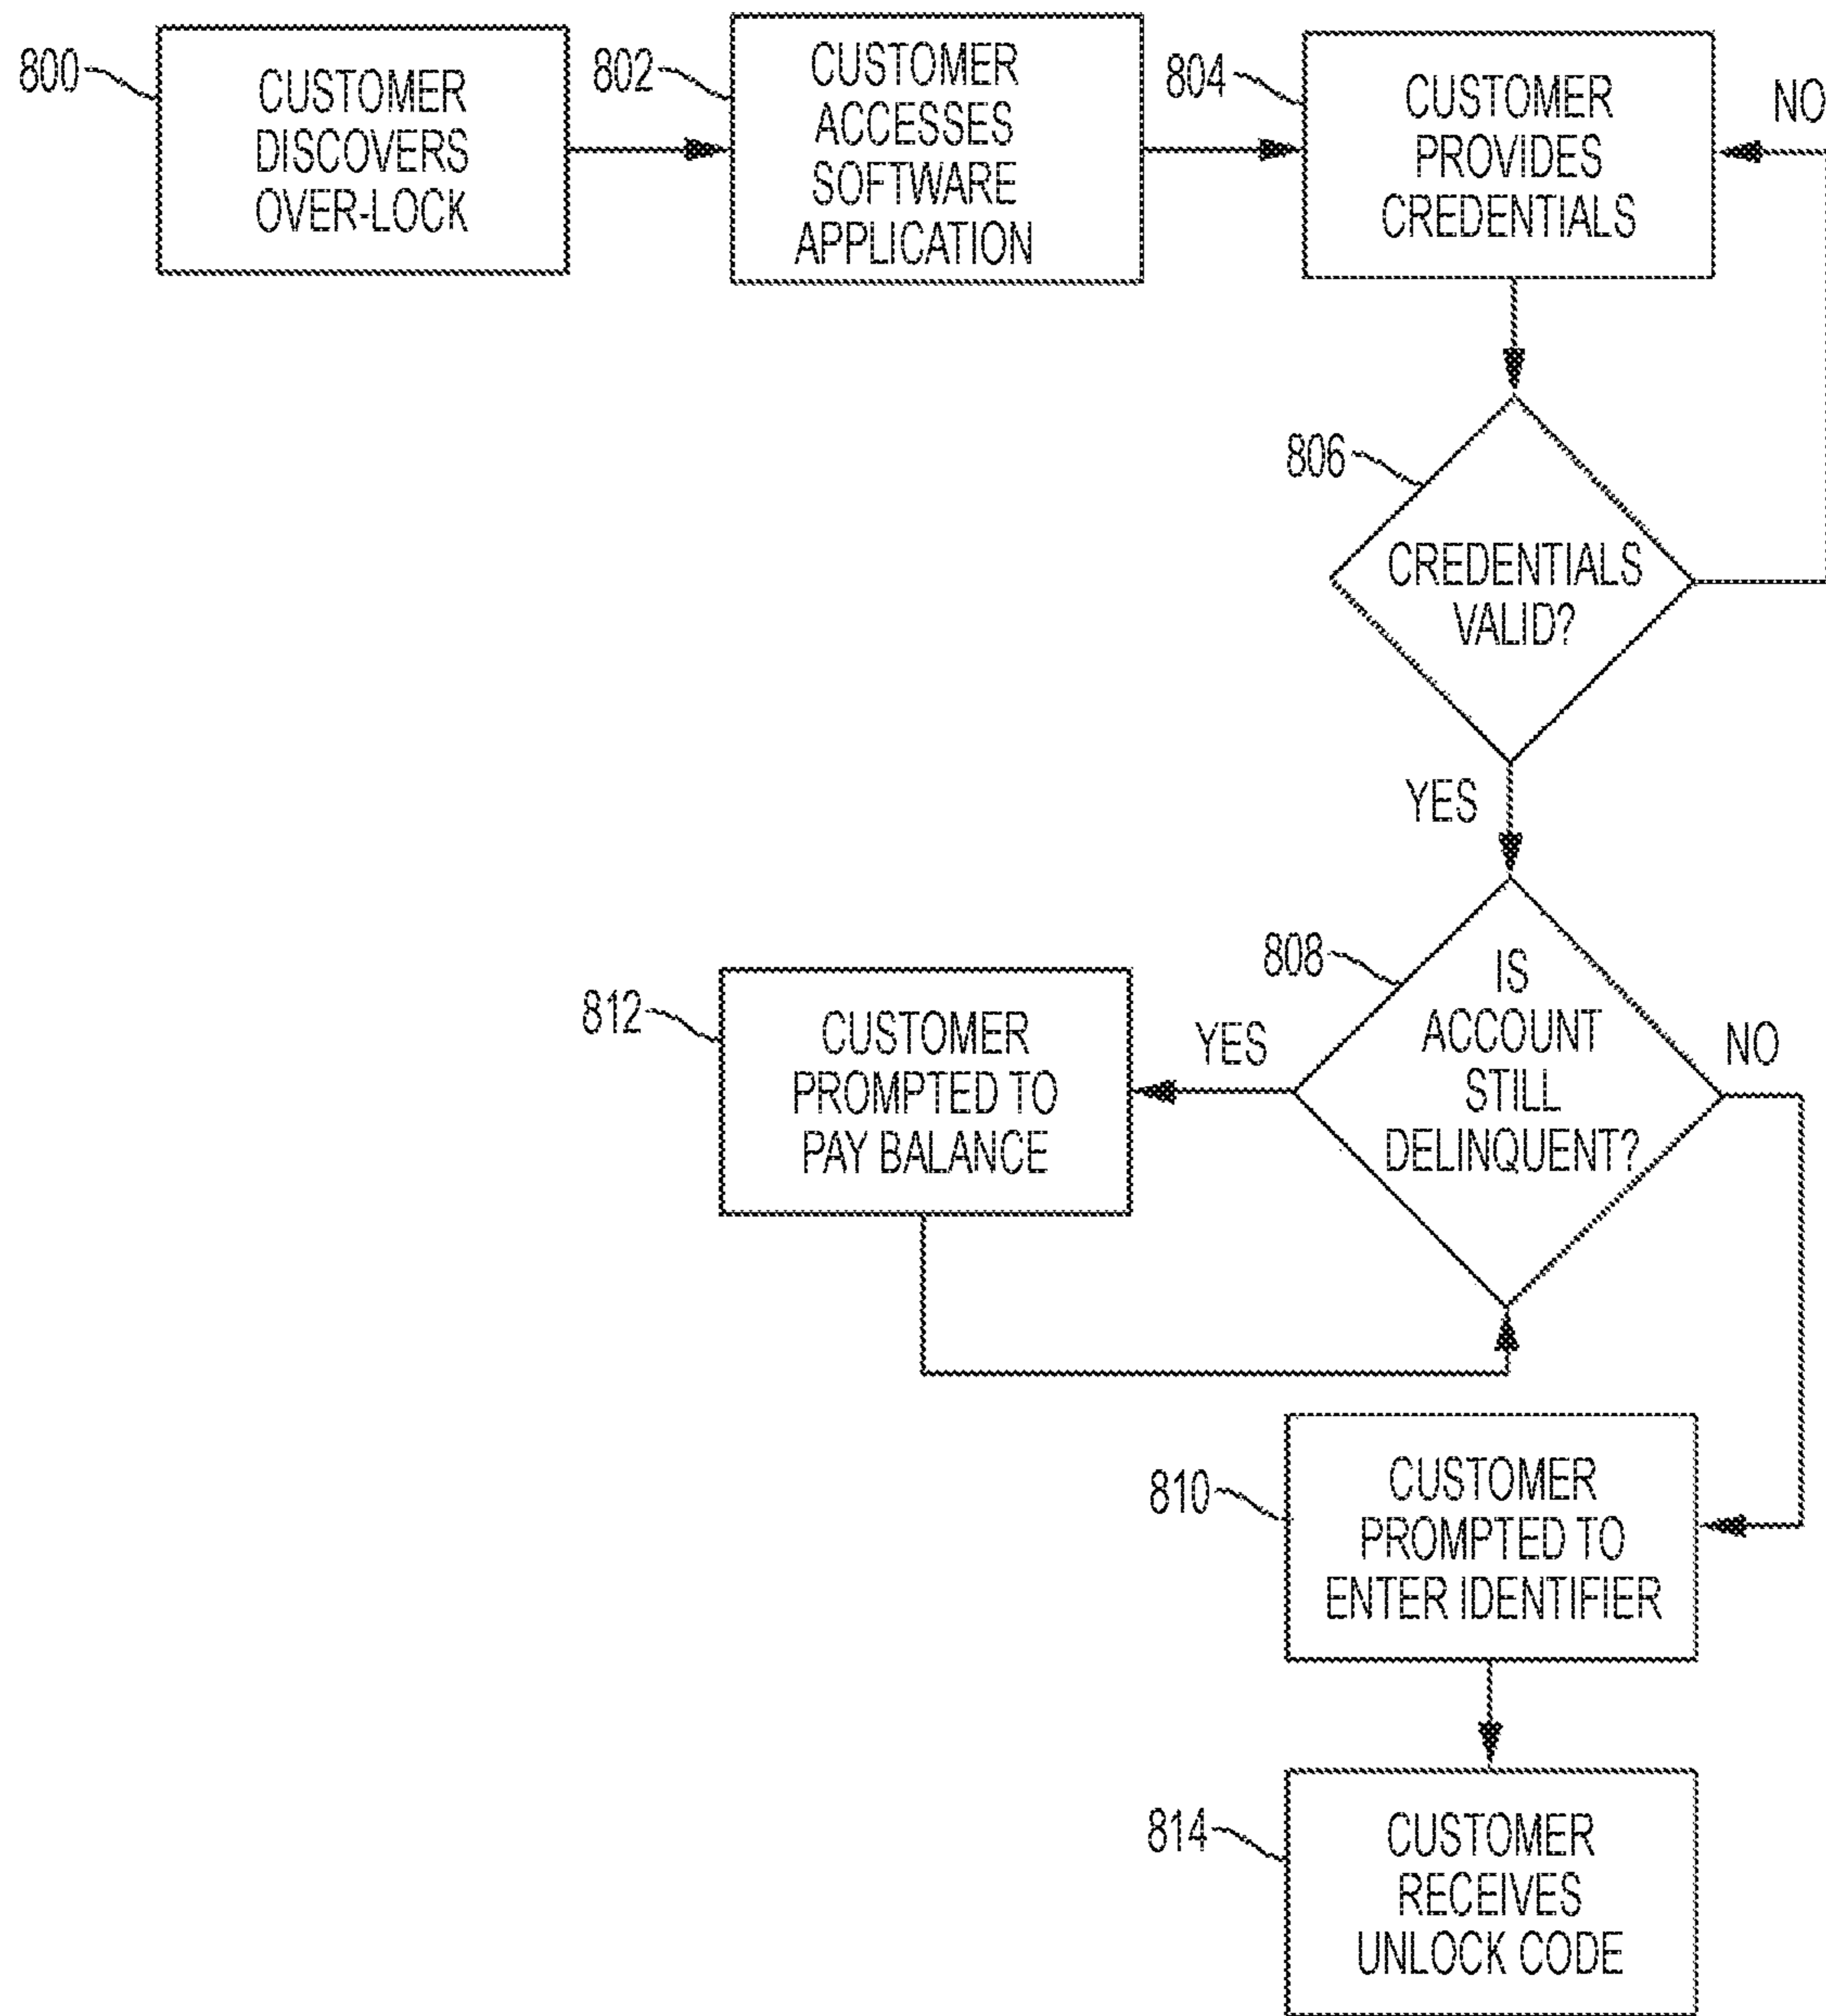 800
CUSTOMER
DISCOVERS
OVER-LOCK
802
CUSTOMER
ACCESSES
SOFTWARE
APPLICATION
804
CUSTOMER
PROVIDES
CREDENTIALS
NO
806
CREDENTIALS
VALID?
YES
808
IS
ACCOUNT
STILL
DELINQUENT?
YES
NO
812
CUSTOMER
PROMPTED TO
PAY BALANCE
810
CUSTOMER
PROMPTED TO
ENTER IDENTIFIER
814
CUSTOMER
RECEIVES
UNLOCK CODE